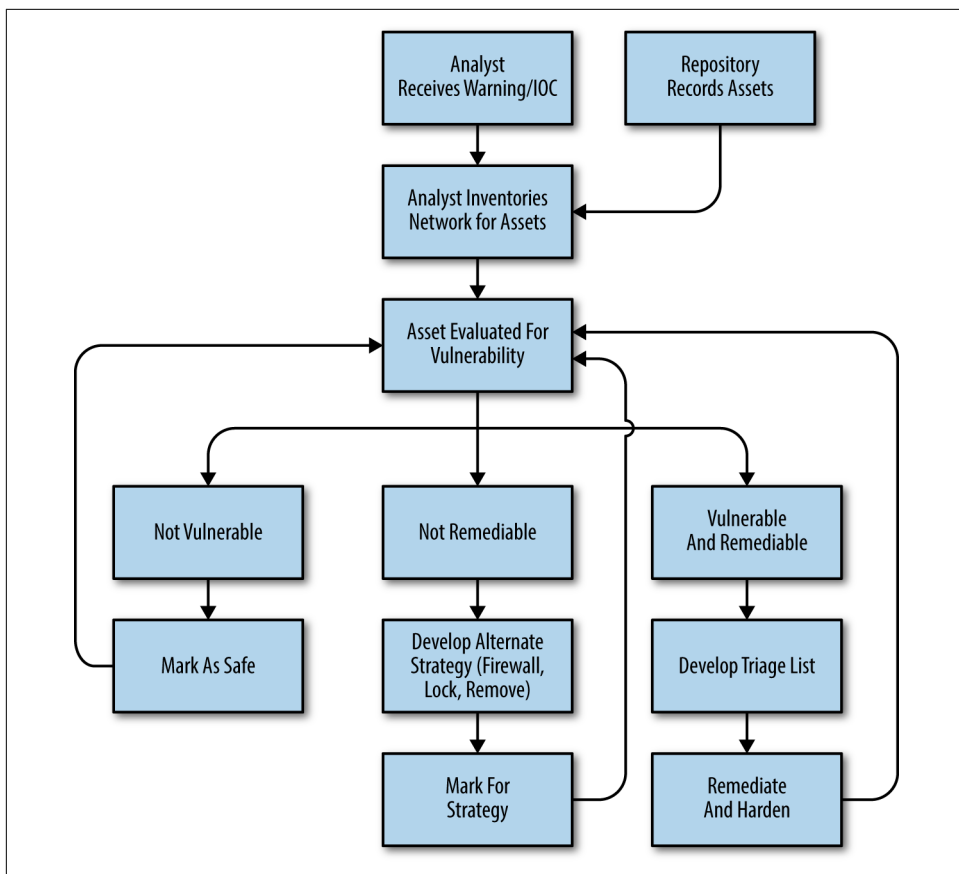 Analyst
Receives Warning/IOC
Repository
Records Assets
Analyst Inventories
Network for Assets
Asset Evaluated For
Vulnerability
Not Vulnerable
Not Remediable
Vulnerable
And Remediable
Mark As Safe
Develop Alternate
Strategy (Firewall,
Lock, Remove)
Develop Triage List
Mark For
Strategy
Remediate
And Harden